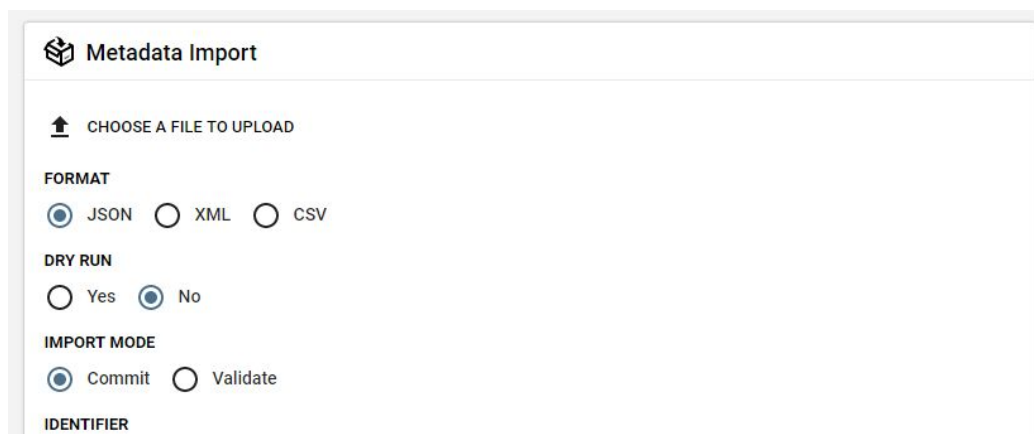 Metadata Import
CHOOSE A FILE TO UPLOAD
FORMAT
JSON XML CSV
DRY RUN
Yes No
IMPORT MODE
Commit Validate
IDENTIFIER